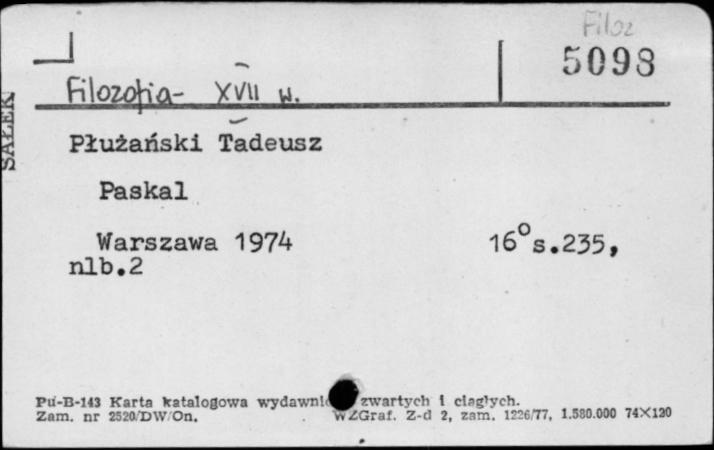 Filoz
5098
Filozofia- XVII w.
SAŁEK
Płużański Tadeusz
Paskal
Warszawa 1974 16° s.235,
nlb.2
Pu-B-143 Karta katalogowa zwartych i ciągłych.
Zam. nr 2520/DW/On. WZGraf. Z-d 2, zam. 1226/77, 1.580.000 74X120